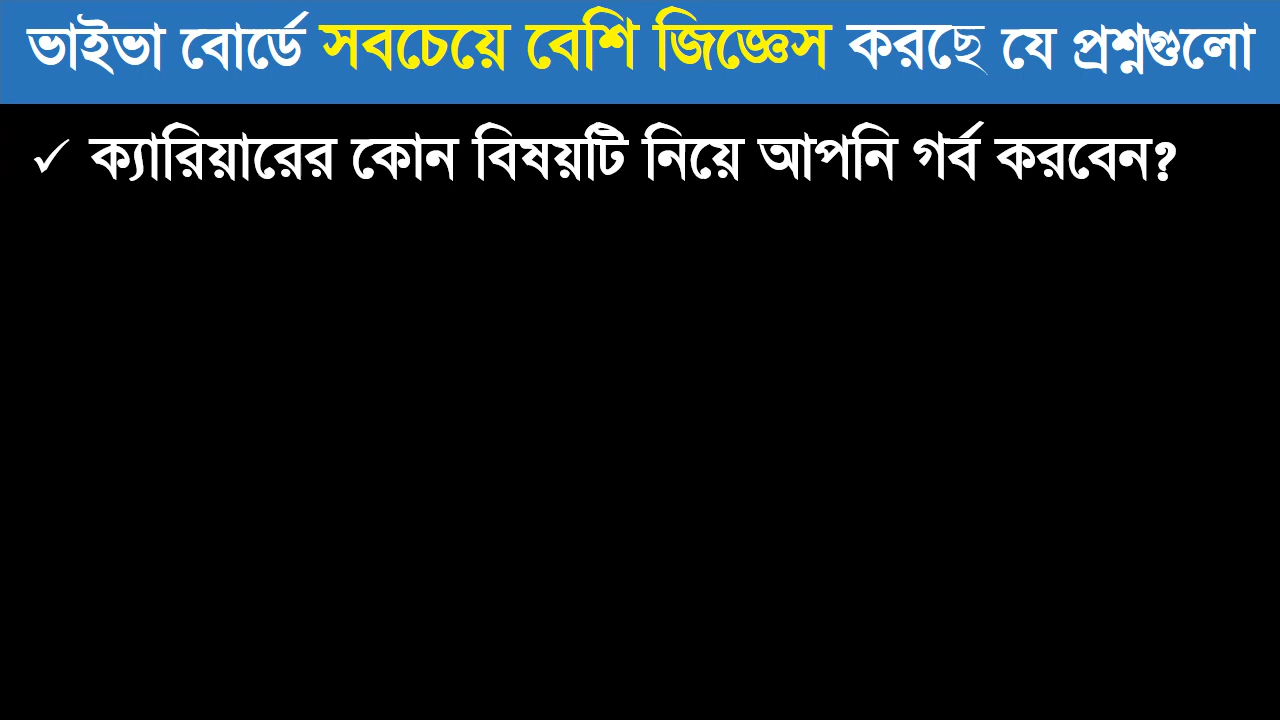 ভাইভা বোর্ডে সবচেয়ে বেশি জিজ্ঞেস করছে যে প্রশ্নগুলো
✓ ক্যারিয়ারের কোন বিষয়টি নিয়ে আপনি গর্ব করবেন?